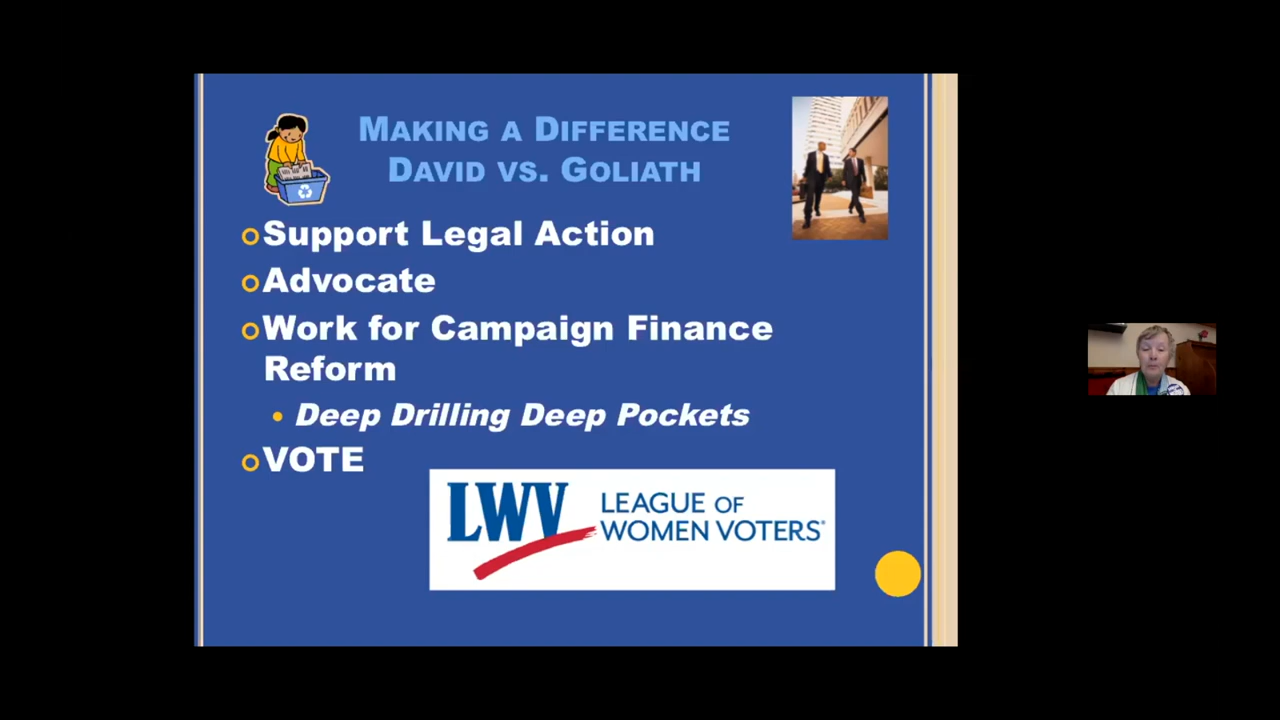 MAKING A DIFFERENCE
DAVID VS. GOLIATH
Support Legal Action
Advocate
Work for Campaign Finance
Reform
Deep Drilling Deep Pockets
VOTE
LWV LEAGUE OF
WOMEN VOTERS®